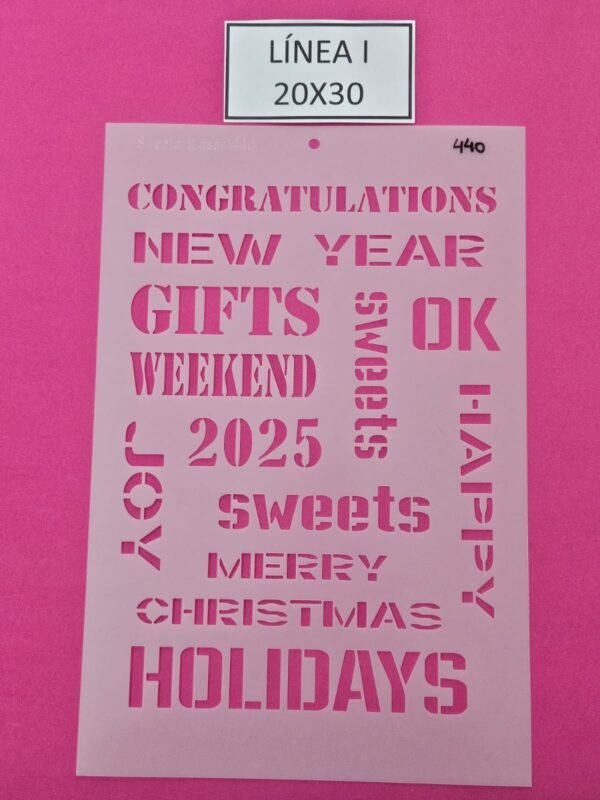 LÍNEA I
20X30
440
CONGRATULATIONS
NEW YEAR
GIFTS
sweets
OK
WEEKEND
HAPPY
2025
JOY
sweets
MERRY
CHRISTMAS
HOLIDAYS